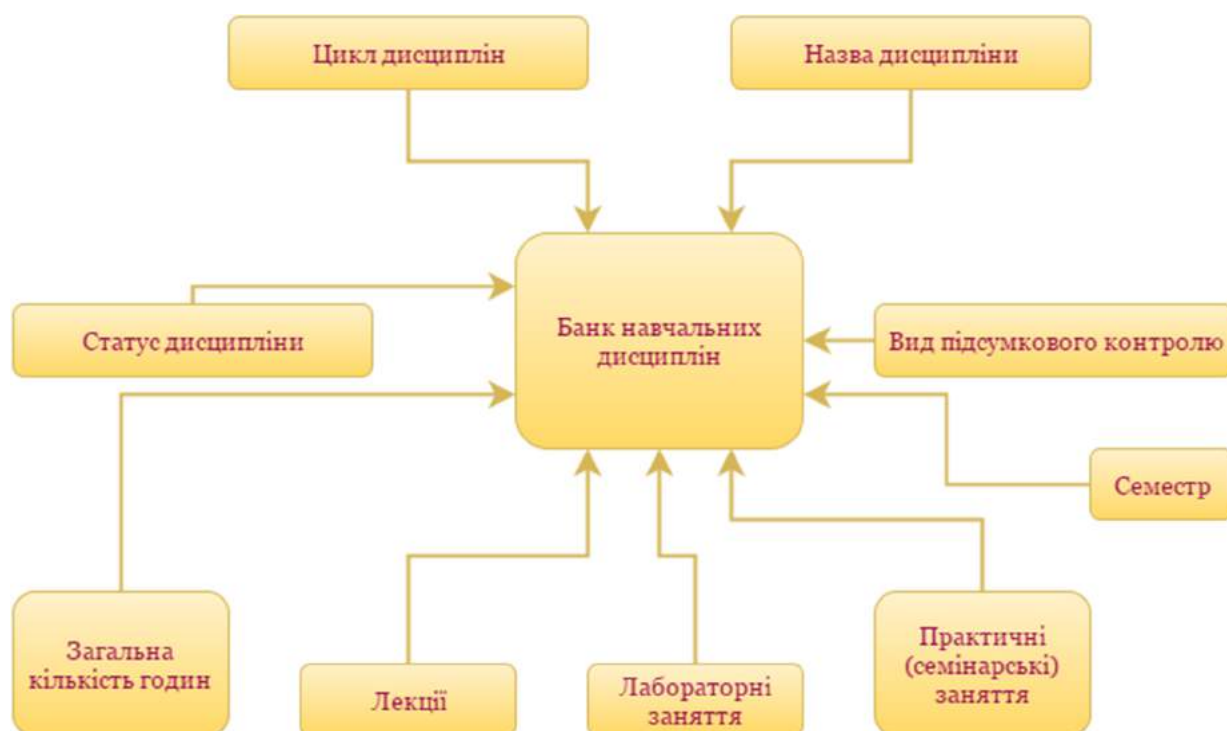 Цикл дисциплін
Назва дисципліни
Статус дисципліни
Банк навчальних
дисциплін
Вид підсумкового контролю
Семестр
Загальна
кількість годин
Лекції
Лабораторні
заняття
Практичні
(семінарські)
заняття